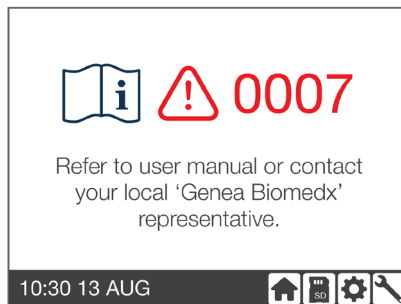 i ! 0007
Refer to user manual or contact
your local ‘Genea Biomedx’
representative.
10:30 13 AUG
SD